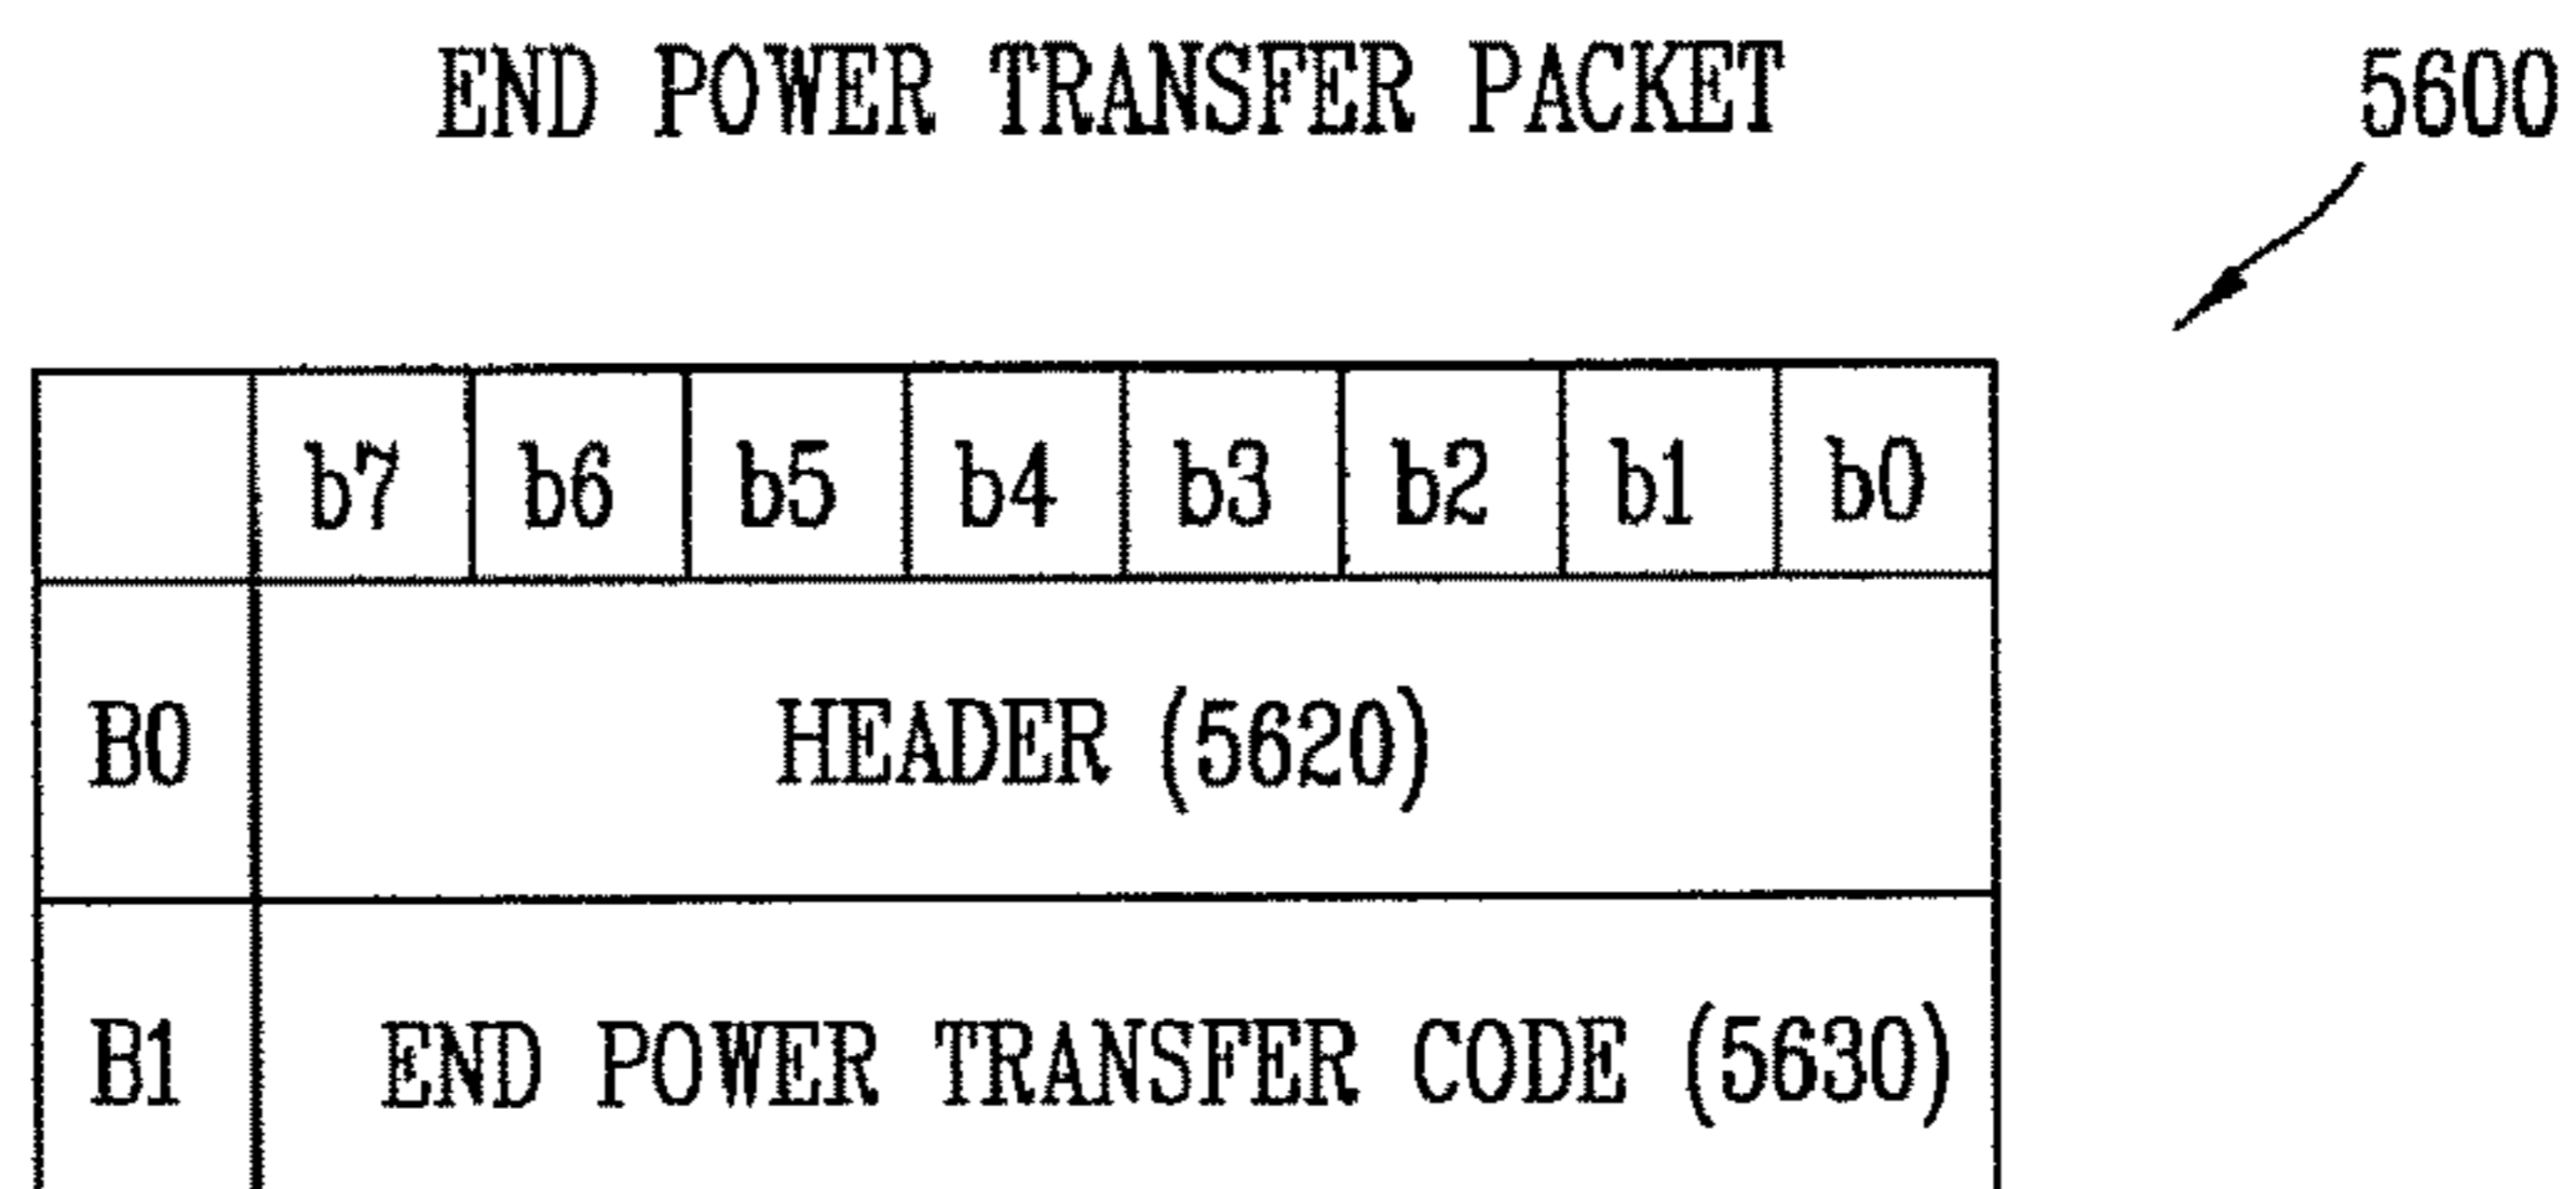 END POWER TRANSFER PACKET
5600
b7 b6 b5 b4 b3 b2 b1 b0
B0 HEADER (5620)
B1 END POWER TRANSFER CODE (5630)